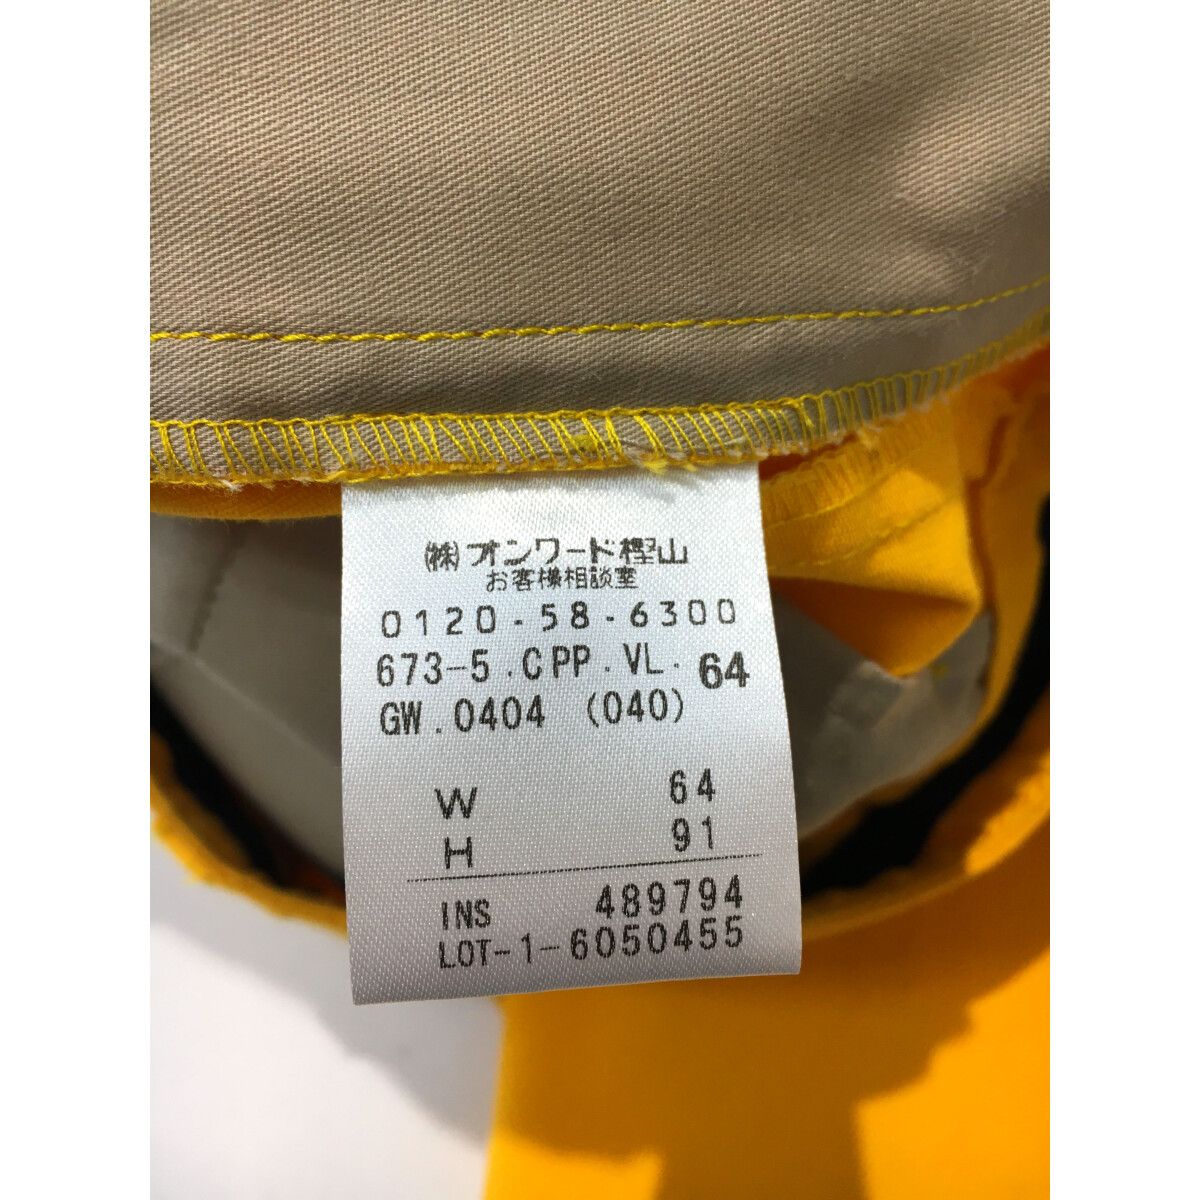 ㈱オンワード樫山
お客様相談室
0120-58-6300
673-5.CPP.VL. 64
GW.0404 (040)
W 64
H 91
INS 489794
LOT-1-6050455